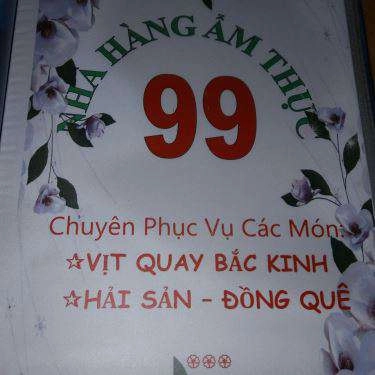 NHÀ HÀNG ẨM THỰC
99
Chuyên Phục Vụ Các Món:
☆VỊT QUAY BẮC KINH
☆HẢI SẢN - ĐỒNG QUÊ